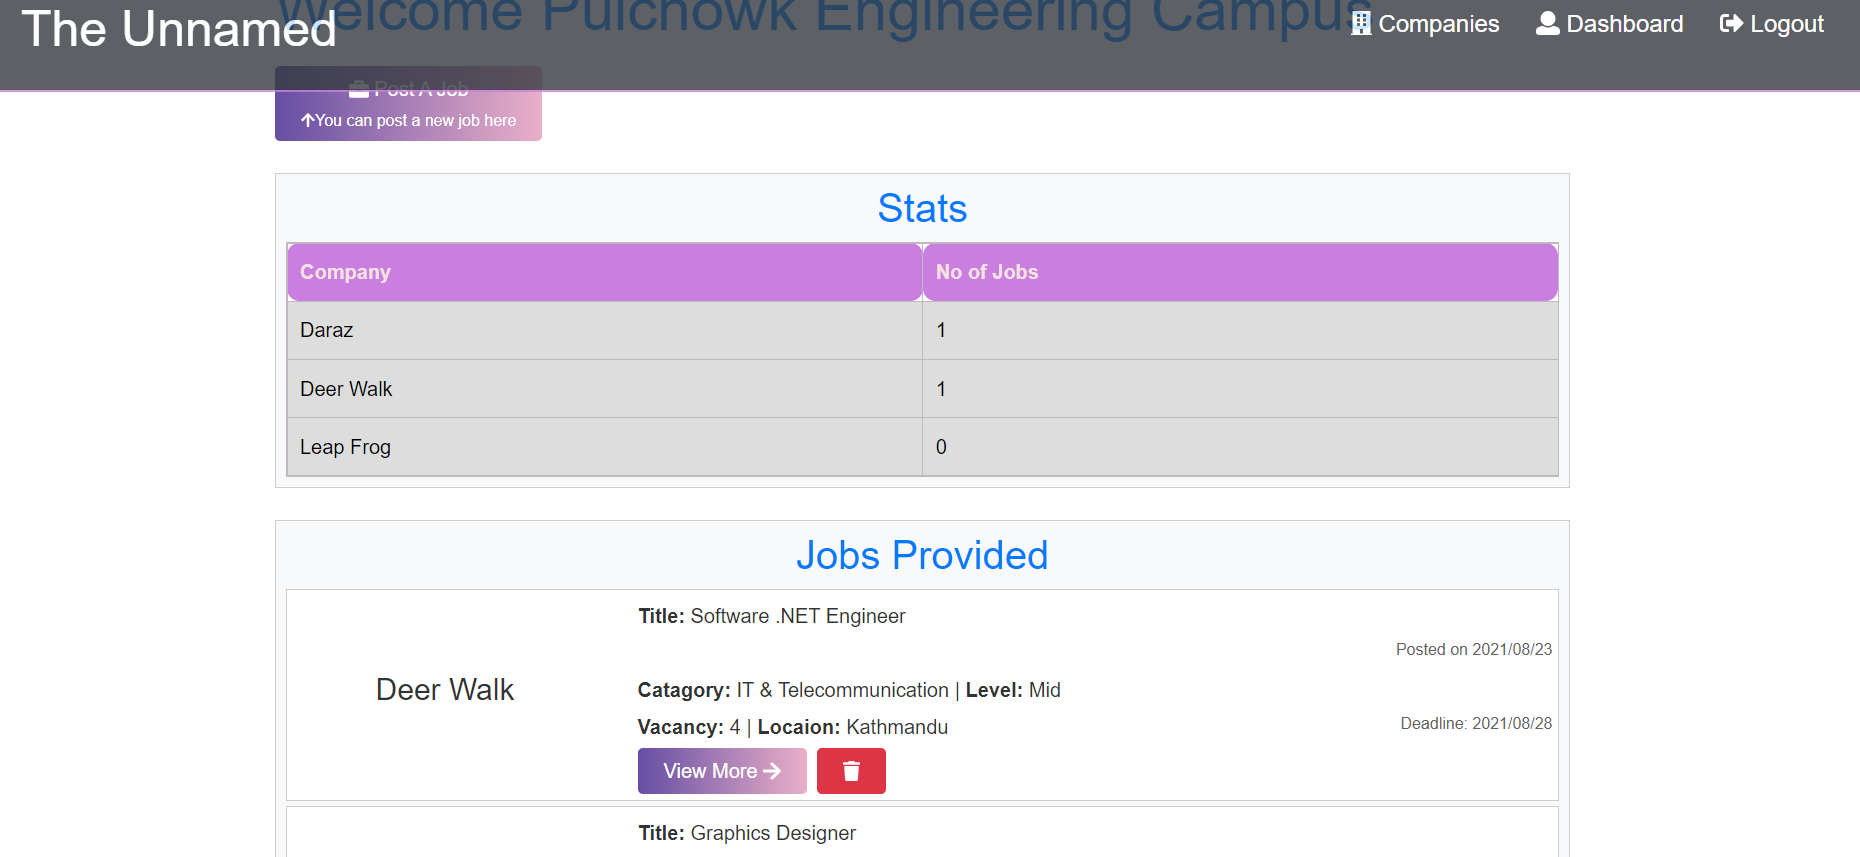 Welcome Pulchowk Engineering Campus
The Unnamed
Companies
Dashboard
Logout
Post A Job
You can post a new job here
Stats
Company No of Jobs
Daraz 1
Deer Walk 1
Leap Frog 0
Jobs Provided
Title: Software .NET Engineer
Posted on 2021/08/23
Deer Walk
Catagory: IT & Telecommunication | Level: Mid
Vacancy: 4 | Locaion: Kathmandu
Deadline: 2021/08/28
View More
Title: Graphics Designer